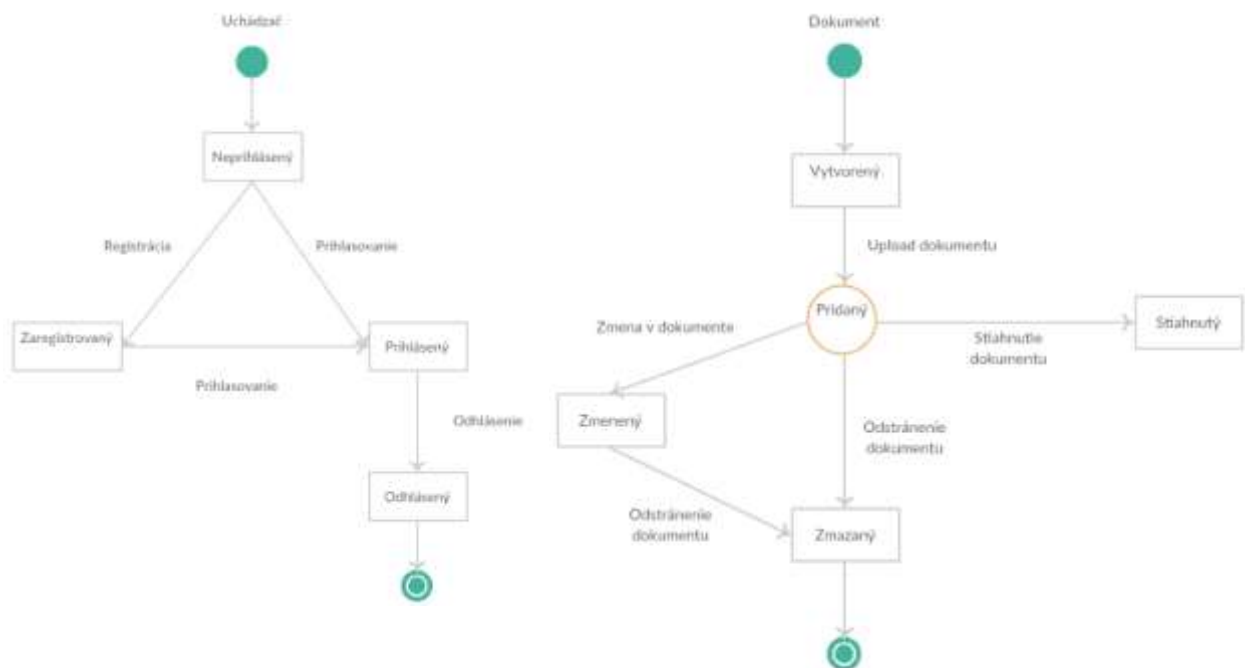 Uchádzač
Neprihlásený
Registrácia
Prihlasovanie
Zaregistrovaný
Prihlásený
Prihlasovanie
Odhlásenie
Odhlásený
Dokument
Vytvorený
Upload dokumentu
Pridaný
Zmena v dokumente
Stiahnutie
dokumentu
Stiahnutý
Zmenený
Odstránenie
dokumentu
Odstránenie
dokumentu
Zmazaný